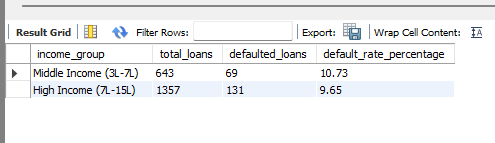 Result Grid Filter Rows: Export: Wrap Cell Content: IA
income_group total_loans defaulted_loans default_rate_percentage
Middle Income (3L-7L) 643 69 10.73
High Income (7L-15L) 1357 131 9.65